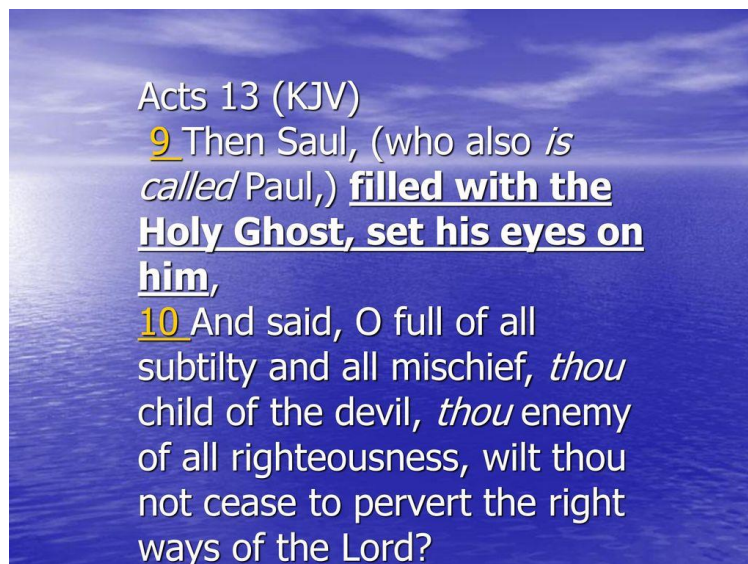 Acts 13 (KJV)
9 Then Saul, (who also is
called Paul,) filled with the
Holy Ghost, set his eyes on
him,
10 And said, O full of all
subtilty and all mischief, thou
child of the devil, thou enemy
of all righteousness, wilt thou
not cease to pervert the right
ways of the Lord?